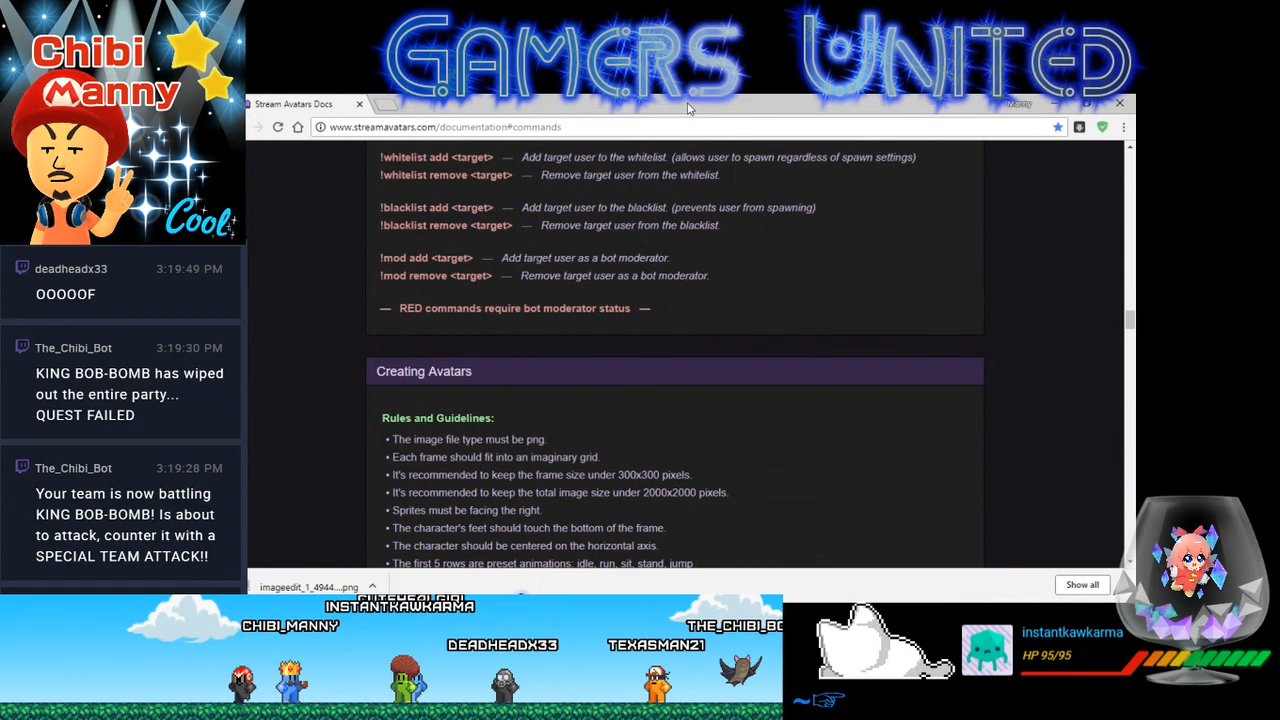 Chibi
Manny
Cool
GAMERS UNITED
Stream Avatars Docs
Manny
www.streamavatars.com/documentation#commands
!whitelist add <target> — Add target user to the whitelist. (allows user to spawn regardless of spawn settings)
!whitelist remove <target> — Remove target user from the whitelist.
!blacklist add <target> — Add target user to the blacklist. (prevents user from spawning)
!blacklist remove <target> — Remove target user from the blacklist.
!mod add <target> — Add target user as a bot moderator.
!mod remove <target> — Remove target user as a bot moderator.
— RED commands require bot moderator status —
Creating Avatars
Rules and Guidelines:
• The image file type must be png.
• Each frame should fit into an imaginary grid.
• It's recommended to keep the frame size under 300x300 pixels.
• It's recommended to keep the total image size under 2000x2000 pixels.
• Sprites must be facing the right.
• The character's feet should touch the bottom of the frame.
• The character should be centered on the horizontal axis.
• The first 5 rows are preset animations: idle, run, sit, stand, jump
imageedit_1_4944....png
Show all
deadheadx33 3:19:49 PM
OOOOOF
The_Chibi_Bot 3:19:30 PM
KING BOB-BOMB has wiped
out the entire party...
QUEST FAILED
The_Chibi_Bot 3:19:28 PM
Your team is now battling
KING BOB-BOMB! Is about
to attack, counter it with a
SPECIAL TEAM ATTACK!!
INSTANTKAWKARMA
CHIBI_MANNY
DEADHEADX33
TEXASMAN21
THE_CHIBI_BO
instantkawkarma
HP 95/95